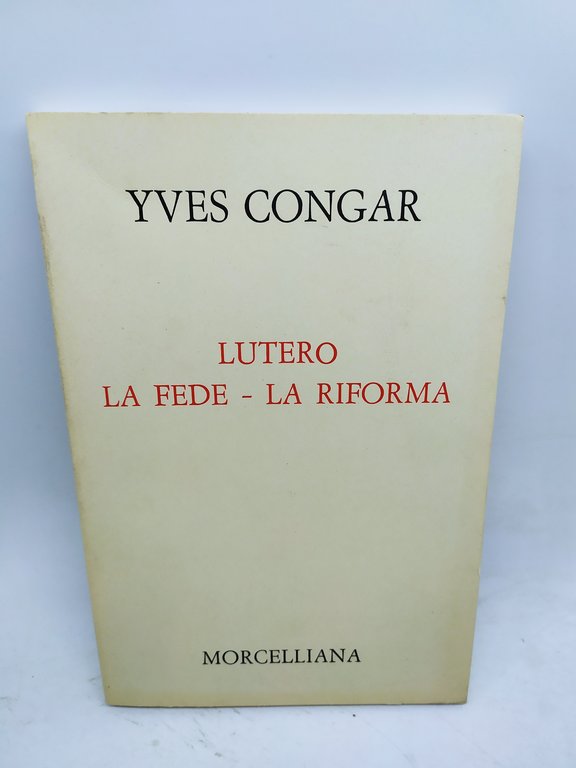 YVES CONGAR
LUTERO
LA FEDE - LA RIFORMA
MORCELLIANA